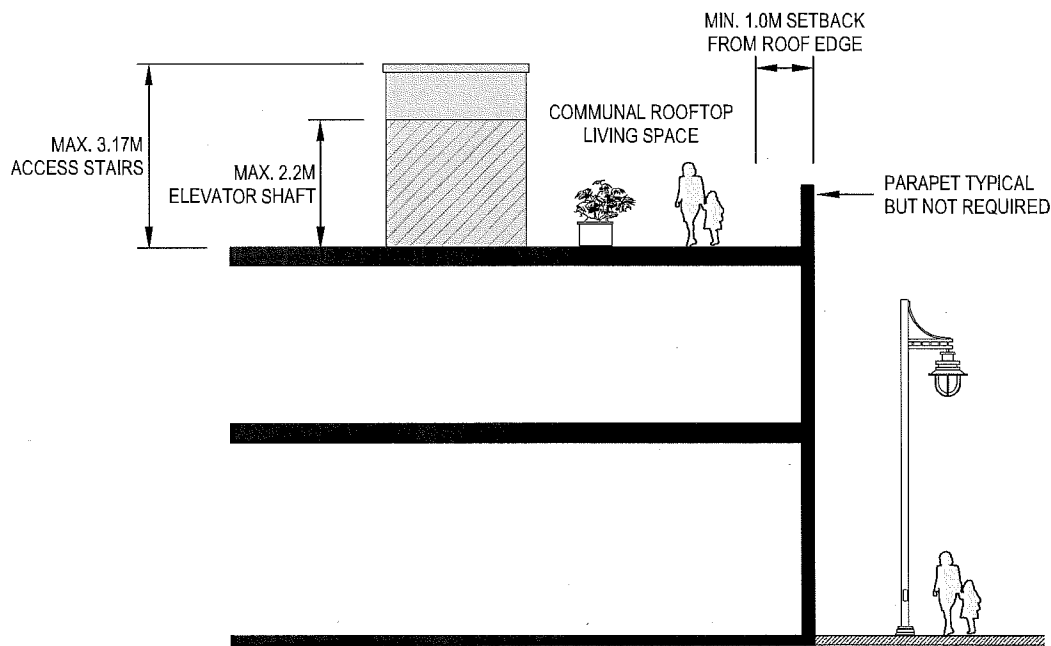 MIN. 1.0M SETBACK
FROM ROOF EDGE
MAX. 3.17M
ACCESS STAIRS
MAX. 2.2M
ELEVATOR SHAFT
COMMUNAL ROOFTOP
LIVING SPACE
PARAPET TYPICAL
BUT NOT REQUIRED